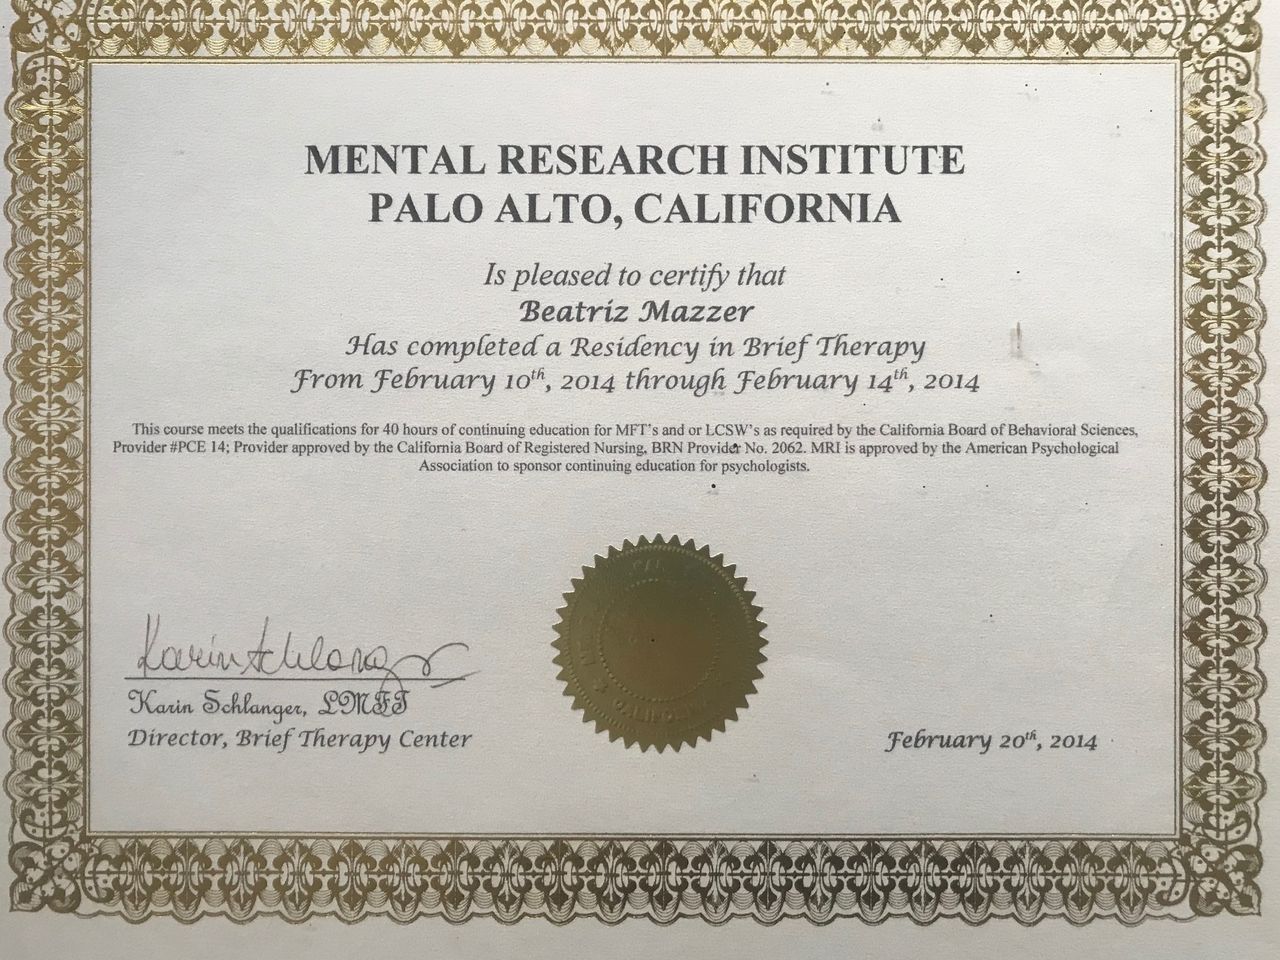 MENTAL RESEARCH INSTITUTE
PALO ALTO, CALIFORNIA
Is pleased to certify that
Beatriz Mazzer
Has completed a Residency in Brief Therapy
From February 10th, 2014 through February 14th, 2014
This course meets the qualifications for 40 hours of continuing education for MFT's and or LCSW's as required by the California Board of Behavioral Sciences,
Provider #PCE 14; Provider approved by the California Board of Registered Nursing, BRN Provider No. 2062. MRI is approved by the American Psychological
Association to sponsor continuing education for psychologists.
Karin Schlanger
Karin Schlanger, LMFT
Director, Brief Therapy Center
February 20th, 2014
CALIFORNIA